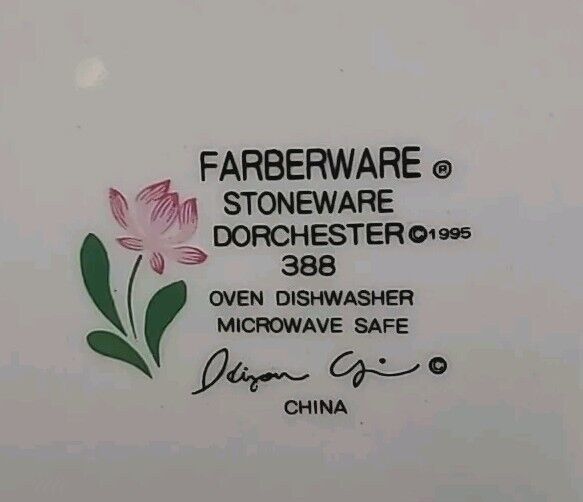 FARBERWARE ®
STONEWARE
DORCHESTER © 1995
388
OVEN DISHWASHER
MICROWAVE SAFE
©
CHINA